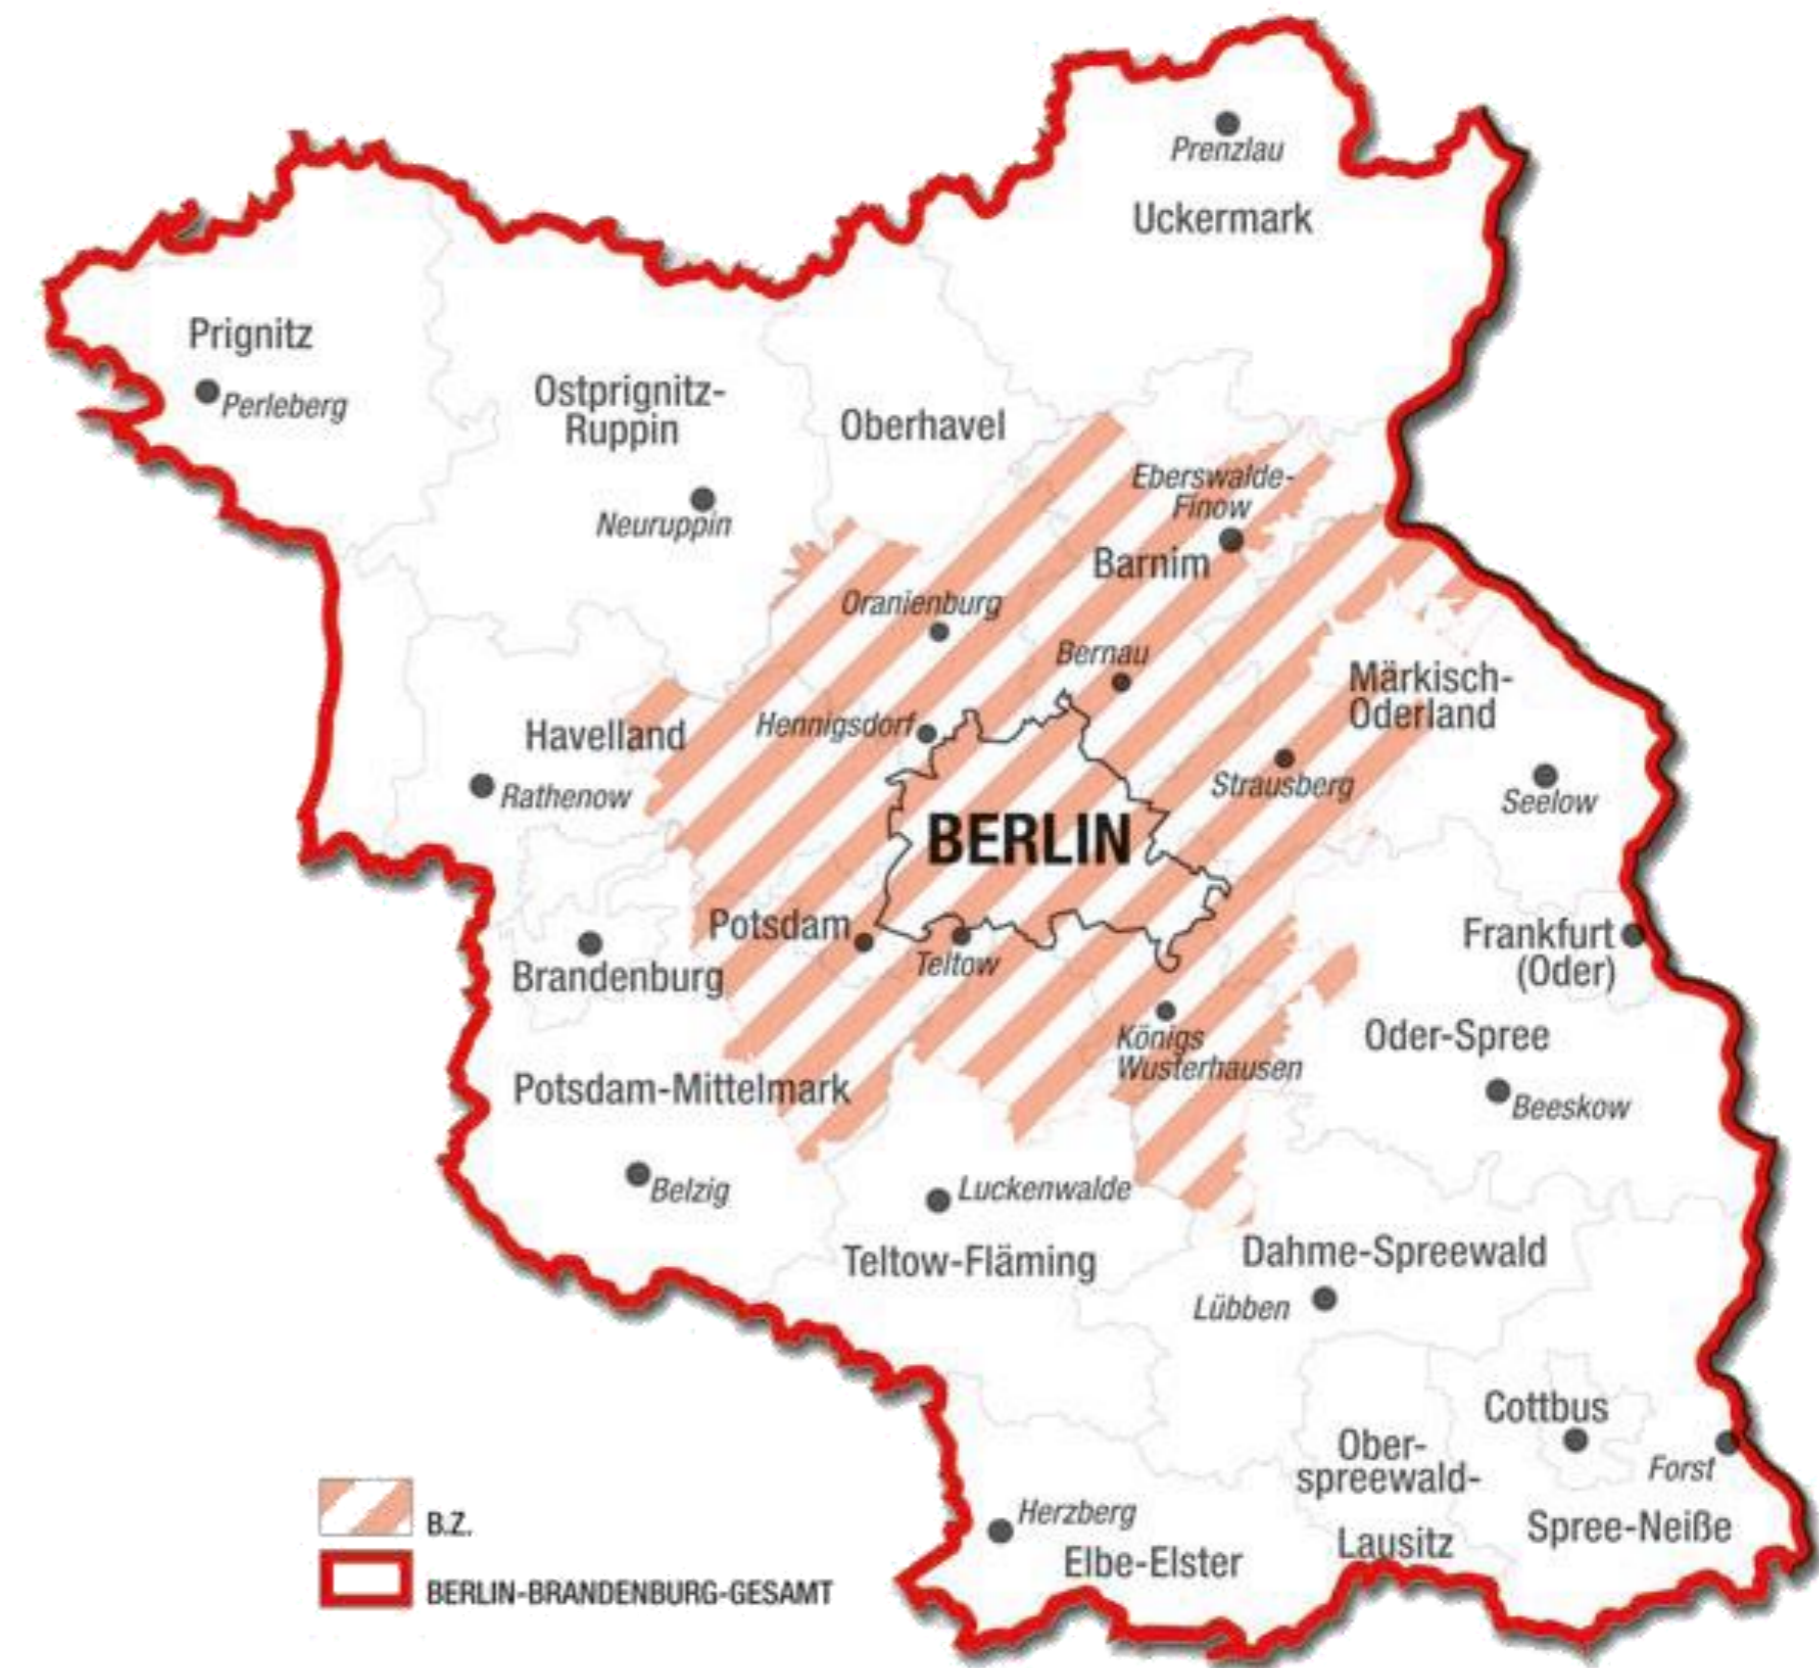 Prenzlau
Uckermark
Prignitz
Perleberg
Ostprignitz-
Ruppin
Neuruppin
Oberhavel
Eberswalde-
Finow
Barnim
Oranienburg
Bernau
Hennigsdorf
Havelland
Rathenow
Märkisch-
Oderland
Strausberg
Seelow
BERLIN
Potsdam
Teltow
Brandenburg
Frankfurt
(Oder)
Königs
Wusterhausen
Oder-Spree
Beeskow
Potsdam-Mittelmark
Belzig
Luckenwalde
Teltow-Fläming
Dahme-Spreewald
Lübben
Cottbus
Forst
Ober-
spreewald-
Lausitz
Spree-Neiße
Herzberg
Elbe-Elster
B.Z.
BERLIN-BRANDENBURG-GESAMT